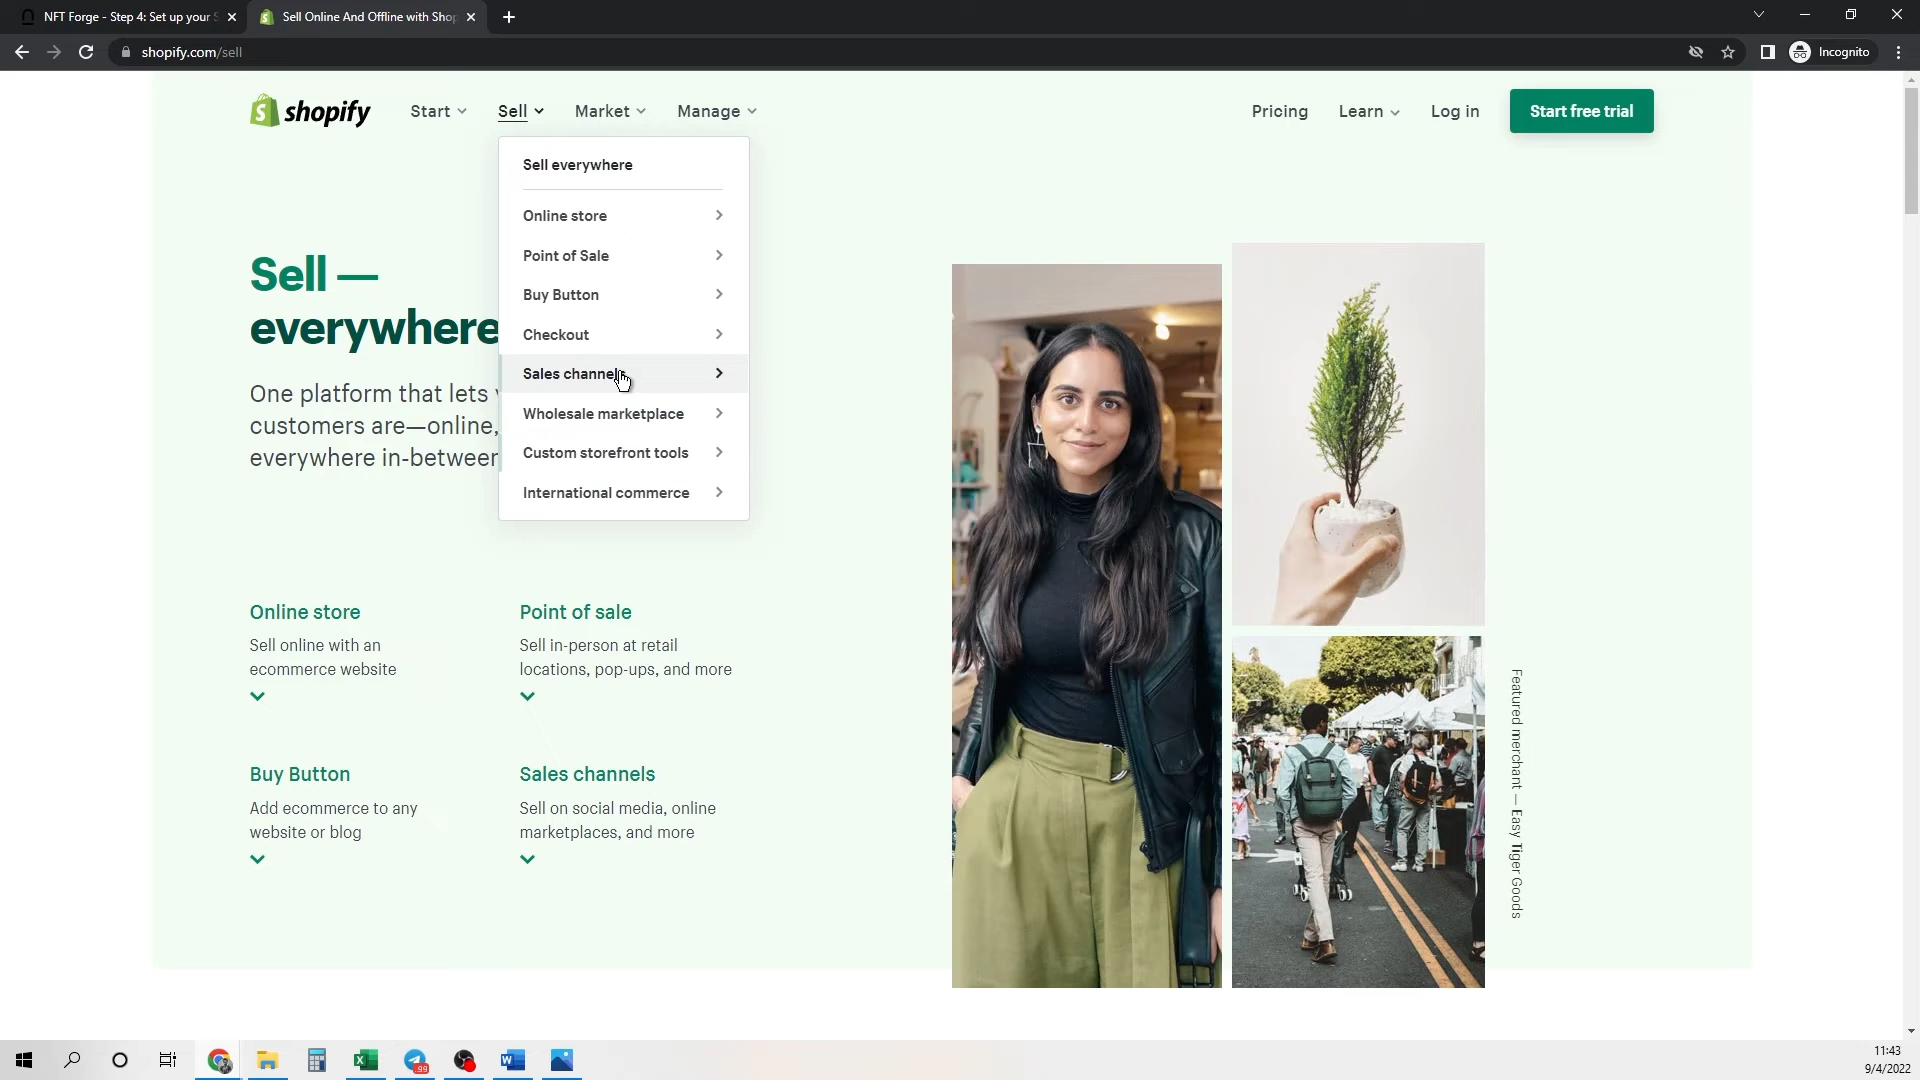 NFT Forge - Step 4: Set up your S
Sell Online And Offline with Shop
shopify.com/sell
Incognito
shopify
Start
Sell
Market
Manage
Pricing
Learn
Log in
Start free trial
Sell everywhere
Online store
Point of Sale
Buy Button
Checkout
Sales channels
Wholesale marketplace
Custom storefront tools
International commerce
Sell —
everywhere
One platform that lets
customers are—online,
everywhere in-between
Online store
Sell online with an
ecommerce website
Point of sale
Sell in-person at retail
locations, pop-ups, and more
Buy Button
Add ecommerce to any
website or blog
Sales channels
Sell on social media, online
marketplaces, and more
Featured merchant — Easy Tiger Goods
99
11:43
9/4/2022